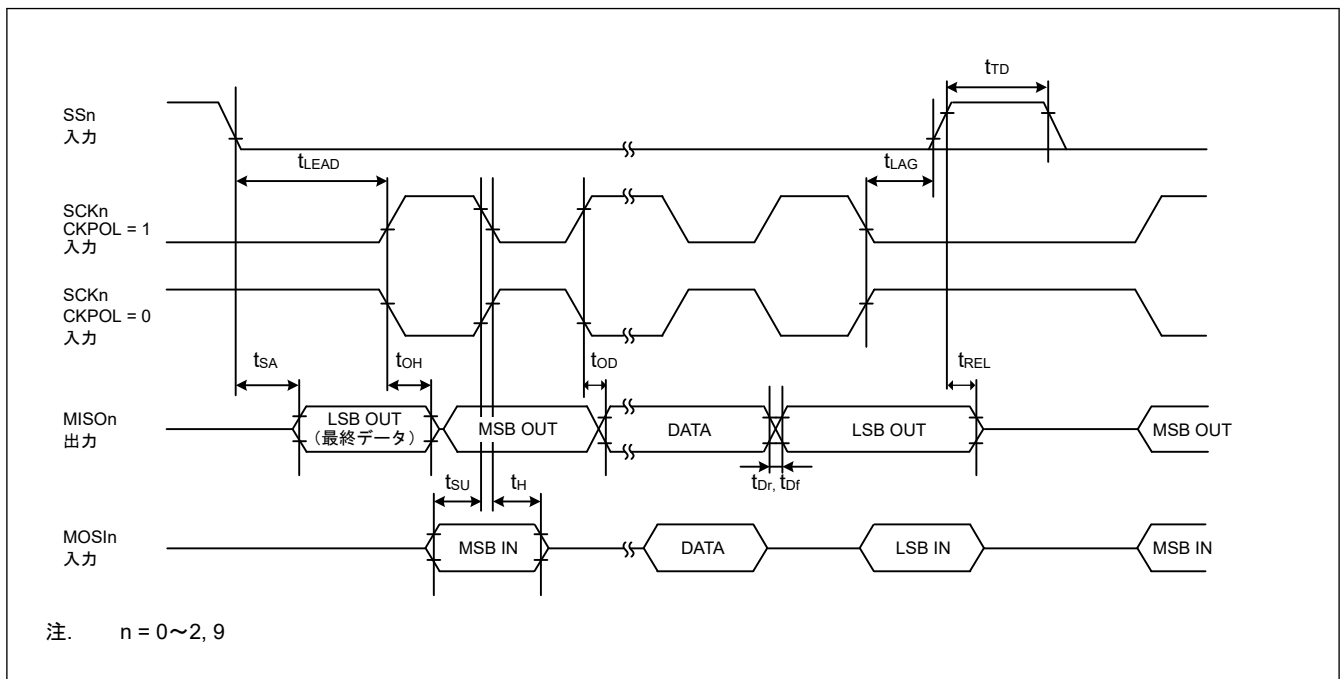 tTD
SSn
入力
tLEAD
tLAG
SCKn
CKPOL = 1
入力
SCKn
CKPOL = 0
入力
tSA
tOH
tOD
tREL
MISOn
出力
LSB OUT
(最終データ)
MSB OUT
DATA
LSB OUT
MSB OUT
tSU
tH
tDr, tDf
MOSIn
入力
MSB IN
DATA
LSB IN
MSB IN
注. n = 0～2, 9